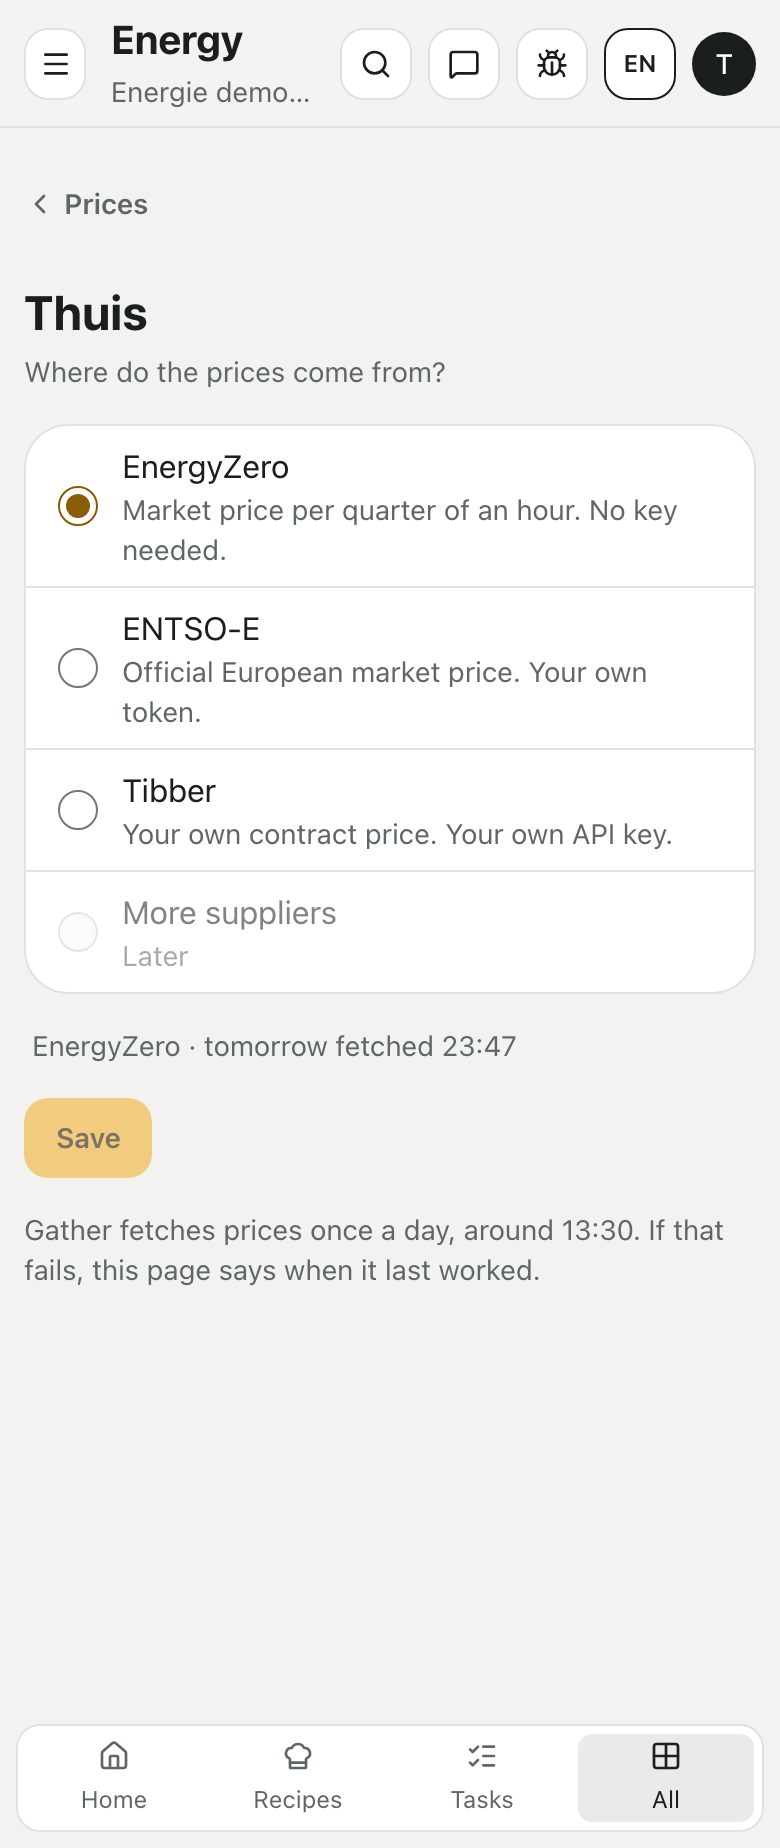 Energy
Energie demo...
EN
T
Prices
Thuis
Where do the prices come from?
EnergyZero
Market price per quarter of an hour. No key
needed.
ENTSO-E
Official European market price. Your own
token.
Tibber
Your own contract price. Your own API key.
More suppliers
Later
EnergyZero · tomorrow fetched 23:47
Save
Gather fetches prices once a day, around 13:30. If that
fails, this page says when it last worked.
Home
Recipes
Tasks
All